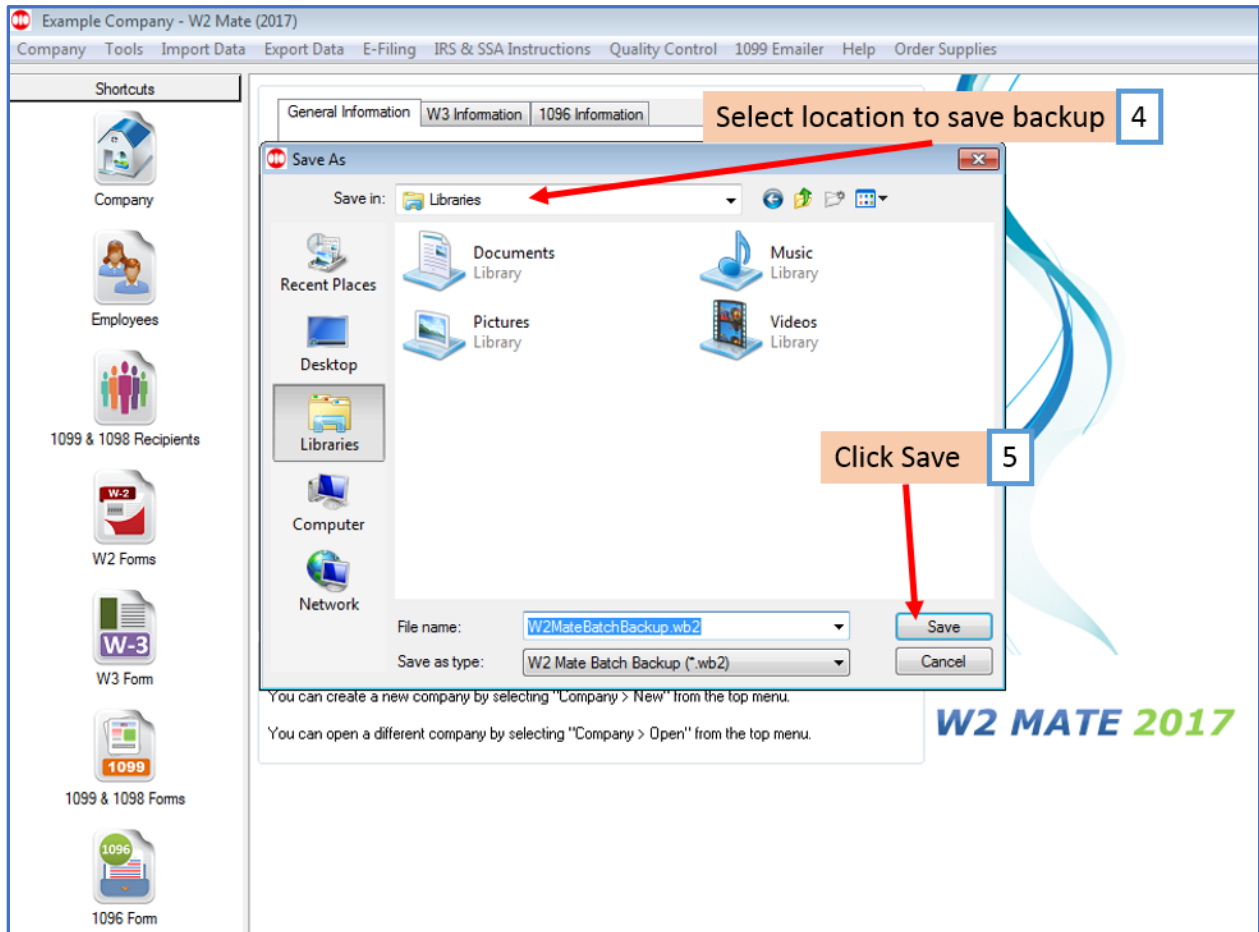 Example Company - W2 Mate (2017)
Company Tools Import Data Export Data E-Filing IRS & SSA Instructions Quality Control 1099 Emailer Help Order Supplies
Shortcuts
Company
Employees
1099 & 1098 Recipients
W-2
W2 Forms
W-3
W3 Form
1099
1099 & 1098 Forms
1096
1096 Form
General Information W3 Information 1096 Information
Select location to save backup 4
Save As
Save in: Libraries
Recent Places
Desktop
Libraries
Computer
Network
Documents
Library
Music
Library
Pictures
Library
Videos
Library
Click Save 5
File name: W2MateBatchBackup.wb2 Save
Save as type: W2 Mate Batch Backup (*.wb2) Cancel
You can create a new company by selecting "Company > New" from the top menu.
You can open a different company by selecting "Company > Open" from the top menu.
W2 MATE 2017